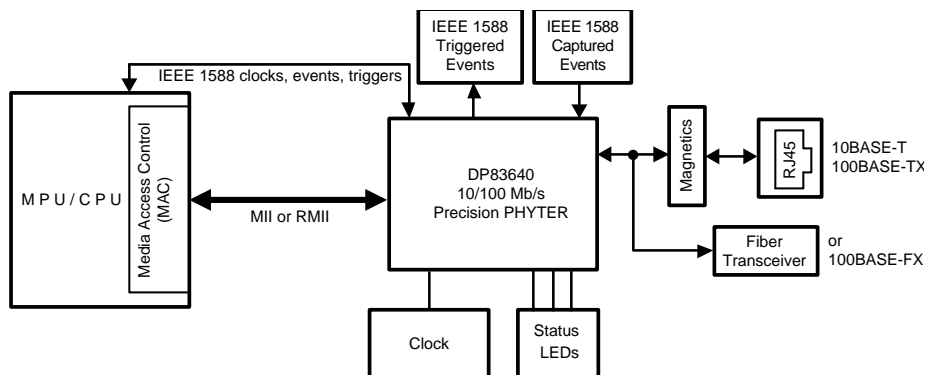 IEEE 1588
Triggered
Events
IEEE 1588
Captured
Events
IEEE 1588 clocks, events, triggers
MPU/CPU
Media Access Control
(MAC)
MII or RMII
DP83640
10/100 Mb/s
Precision PHYTER
Magnetics
RJ45
10BASE-T
100BASE-TX
Fiber
Transceiver
or
100BASE-FX
Clock
Status
LEDs